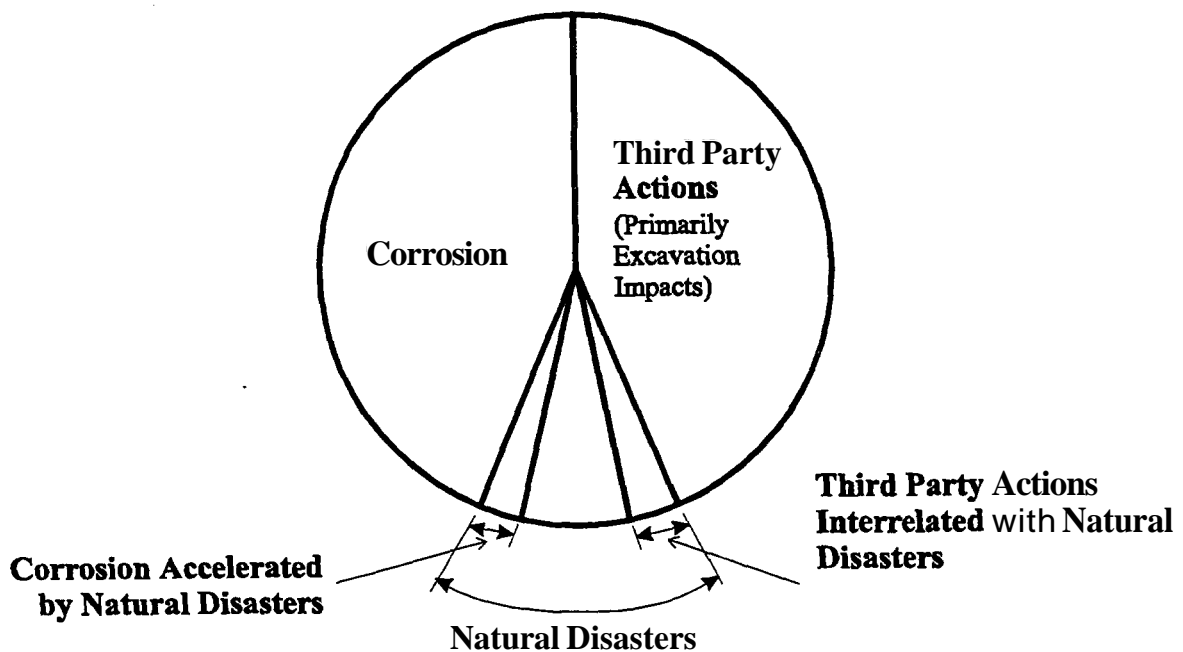 Third Party
Actions
(Primarily
Excavation
Impacts)
Corrosion
Third Party Actions
Interrelated with Natural
Disasters
Corrosion Accelerated
by Natural Disasters
Natural Disasters